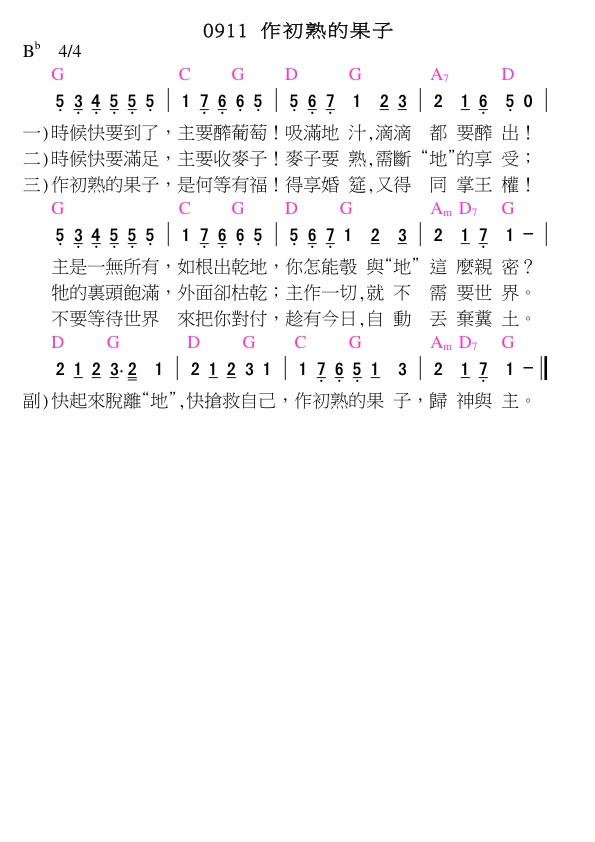 0911 作初熟的果子
B♭ 4/4
G C G D G A7 D
5 3 4 5 5 5 | 1 7 6 6 5 | 5 6 7 1 2 3 | 2 1 6 5 0 |
一)時候快要到了，主要醡葡萄！吸滿地 汁,滴滴 都 要醡 出！
二)時候快要滿足，主要收麥子！麥子要 熟,需斷 “地”的享 受；
三)作初熟的果子，是何等有福！得享婚 筵,又得 同 掌王 權！
G C G D G Am D7 G
5 3 4 5 5 5 | 1 7 6 6 5 | 5 6 7 1 2 3 | 2 1 7 1 - |
主是一無所有，如根出乾地，你怎能彀 與“地” 這 麼親 密？
牠的裏頭飽滿，外面卻枯乾；主作一切,就 不 需 要世 界。
不要等待世界 來把你對付，趁有今日,自 動 丟 棄糞 土。
D G D G C G Am D7 G
2 1 2 3·2 1 | 2 1 2 3 1 | 1 7 6 5 1 3 | 2 1 7 1 - ‖
副)快起來脫離“地”,快搶救自己，作初熟的果 子，歸 神與 主。